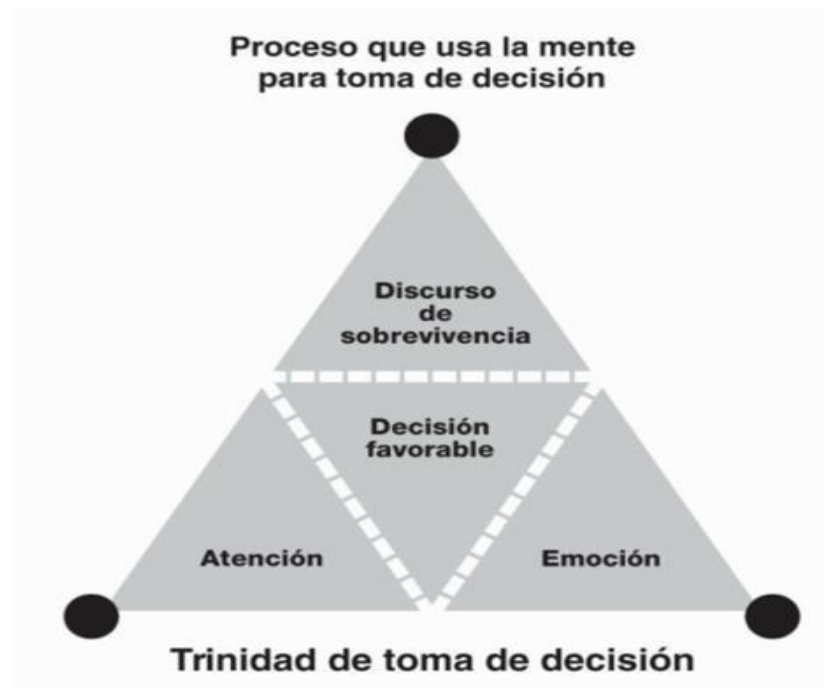 Proceso que usa la mente
para toma de decisión
Discurso
de
sobrevivencia
Decisión
favorable
Atención
Emoción
Trinidad de toma de decisión